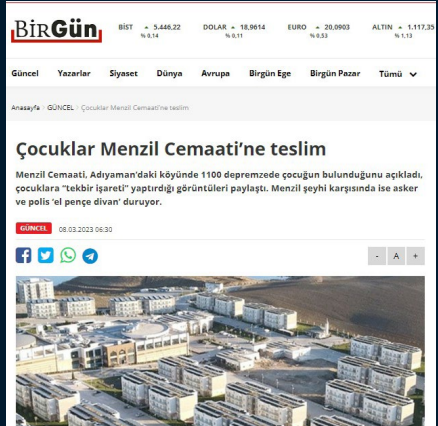 BirGün
BİST 5.446,22 DOLAR 18,9614 EURO 20,0903 ALTIN 1.117,35
% 0,14 % 0,11 % 0,53 % 1,13
Güncel Yazarlar Siyaset Dünya Avrupa Birgün Ege Birgün Pazar Tümü
Anasayfa GÜNCEL Çocuklar Menzil Cemaati'ne teslim
Çocuklar Menzil Cemaati'ne teslim
Menzil Cemaati, Adıyaman'daki köyünde 1100 depremzede çocuğun bulunduğunu açıkladı,
çocuklara "tekbir işareti" yaptırdığı görüntüleri paylaştı. Menzil şeyhi karşısında ise asker
ve polis 'el pençe divan' duruyor.
GÜNCEL 08.03.2023 06:30
- A +